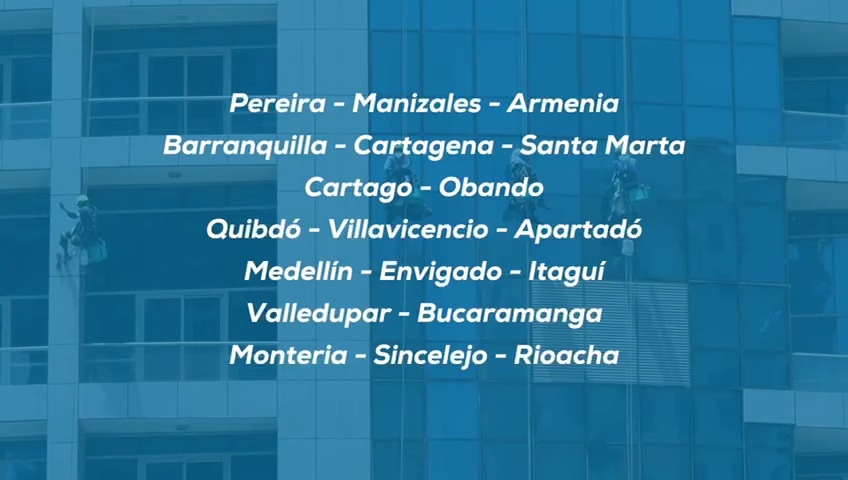 Pereira - Manizales - Armenia
Barranquilla - Cartagena - Santa Marta
Cartago - Obando
Quibdó - Villavicencio - Apartadó
Medellín - Envigado - Itaguí
Valledupar - Bucaramanga
Monteria - Sincelejo - Rioacha